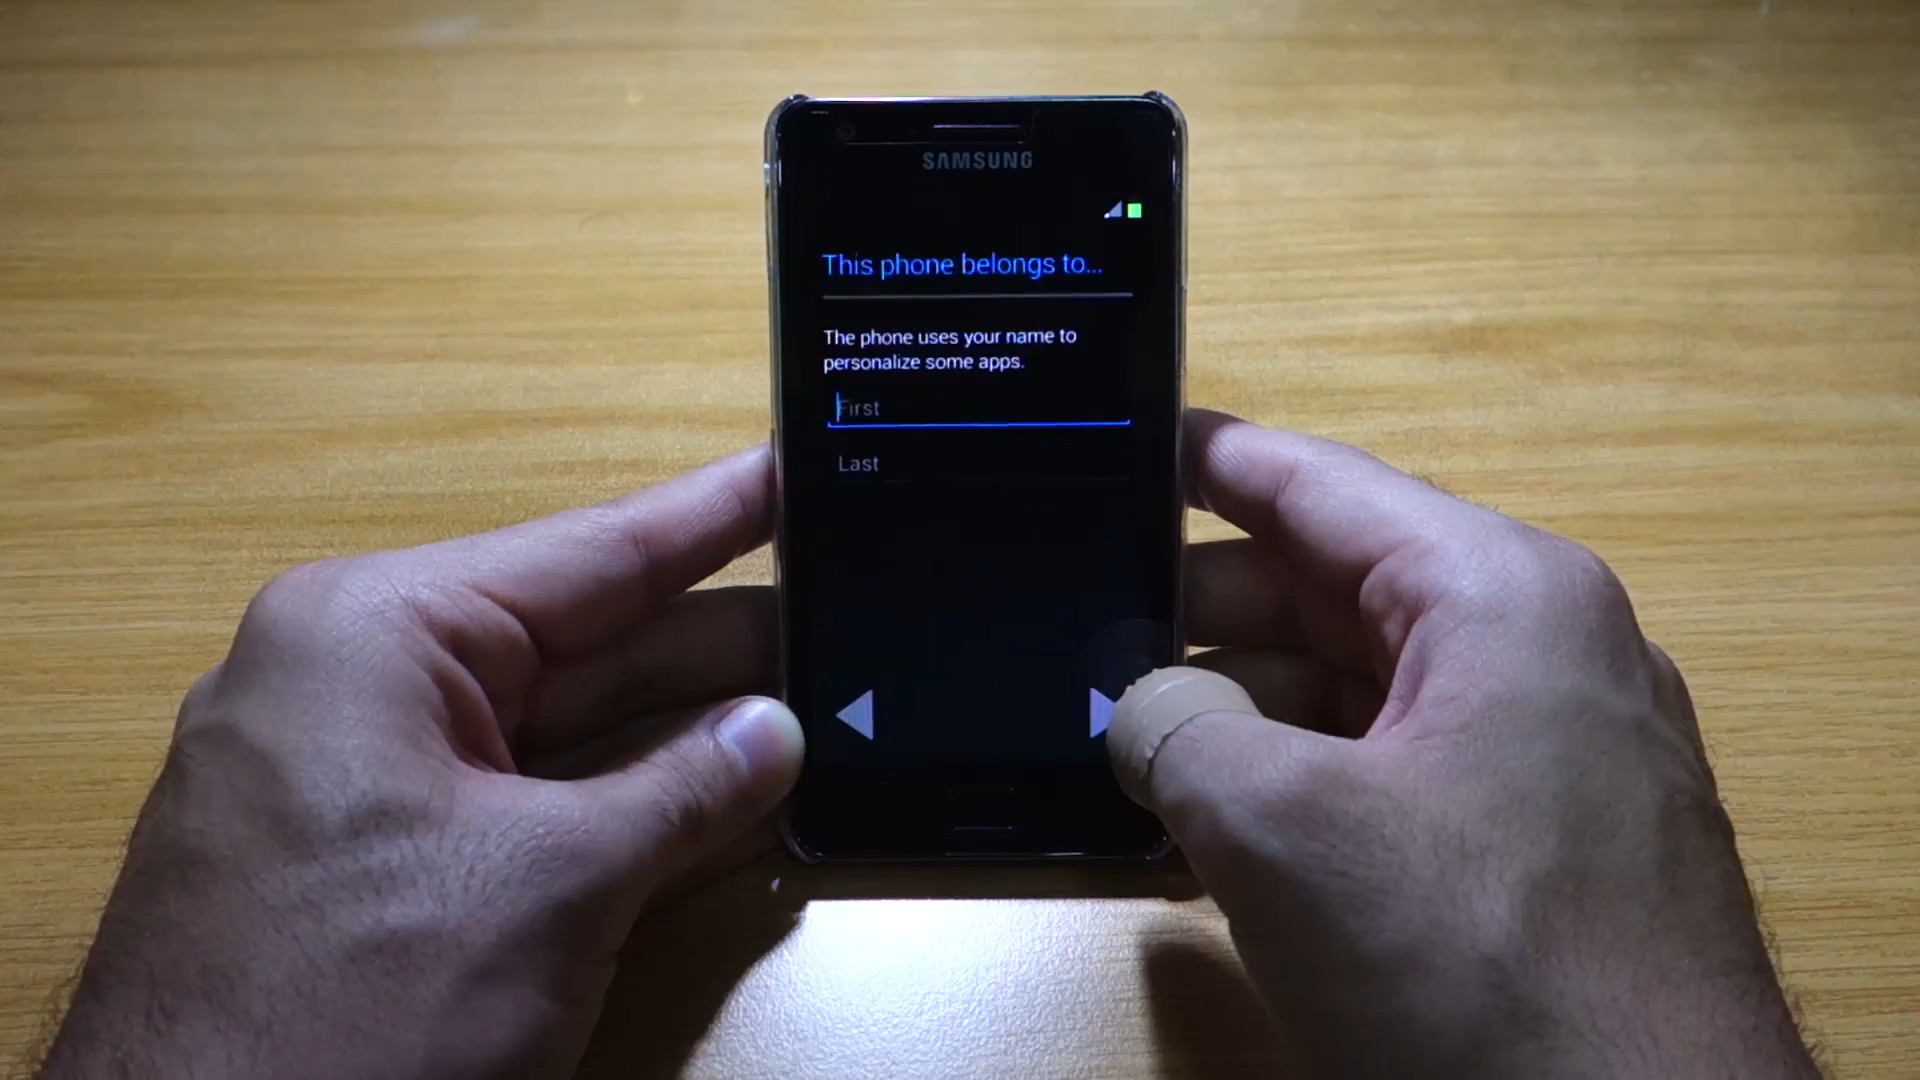 SAMSUNG
This phone belongs to...
The phone uses your name to
personalize some apps.
First
Last